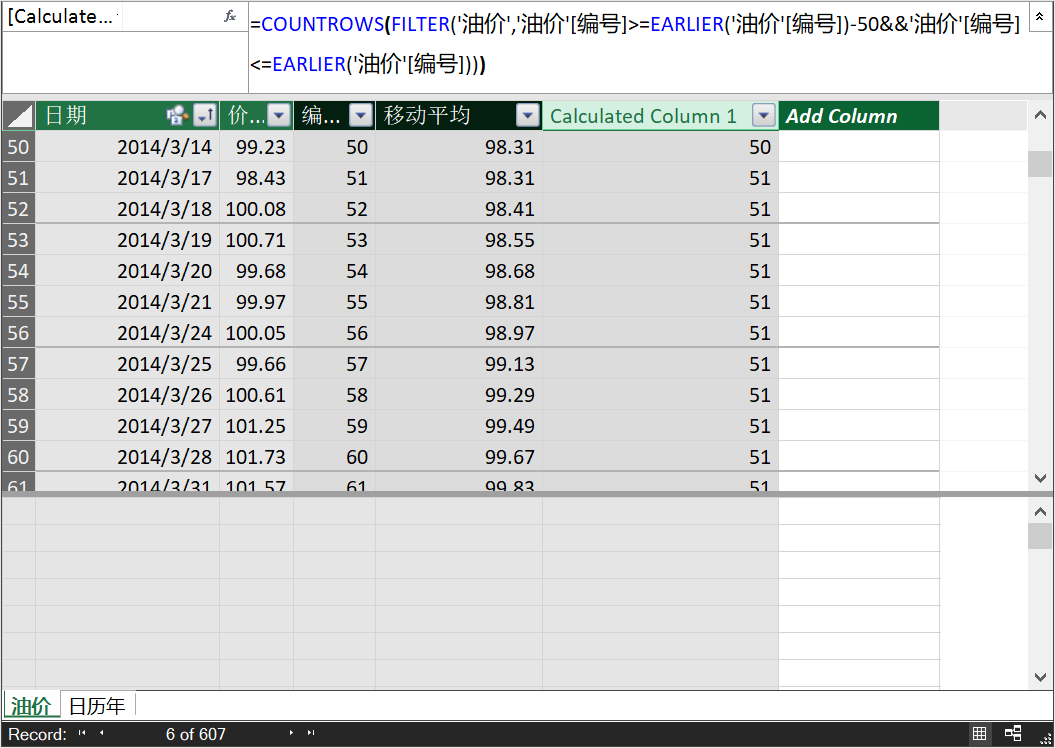 [Calculate... fx =COUNTROWS(FILTER('油价','油价'[编号]>=EARLIER('油价'[编号])-50&&'油价'[编号]
<=EARLIER('油价'[编号])))
日期 价... 编... 移动平均 Calculated Column 1 Add Column
50 2014/3/14 99.23 50 98.31 50
51 2014/3/17 98.43 51 98.31 51
52 2014/3/18 100.08 52 98.41 51
53 2014/3/19 100.71 53 98.55 51
54 2014/3/20 99.68 54 98.68 51
55 2014/3/21 99.97 55 98.81 51
56 2014/3/24 100.05 56 98.97 51
57 2014/3/25 99.66 57 99.13 51
58 2014/3/26 100.61 58 99.29 51
59 2014/3/27 101.25 59 99.49 51
60 2014/3/28 101.73 60 99.67 51
61 2014/3/31 101.57 61 99.83 51
油价 日历年
Record: 6 of 607